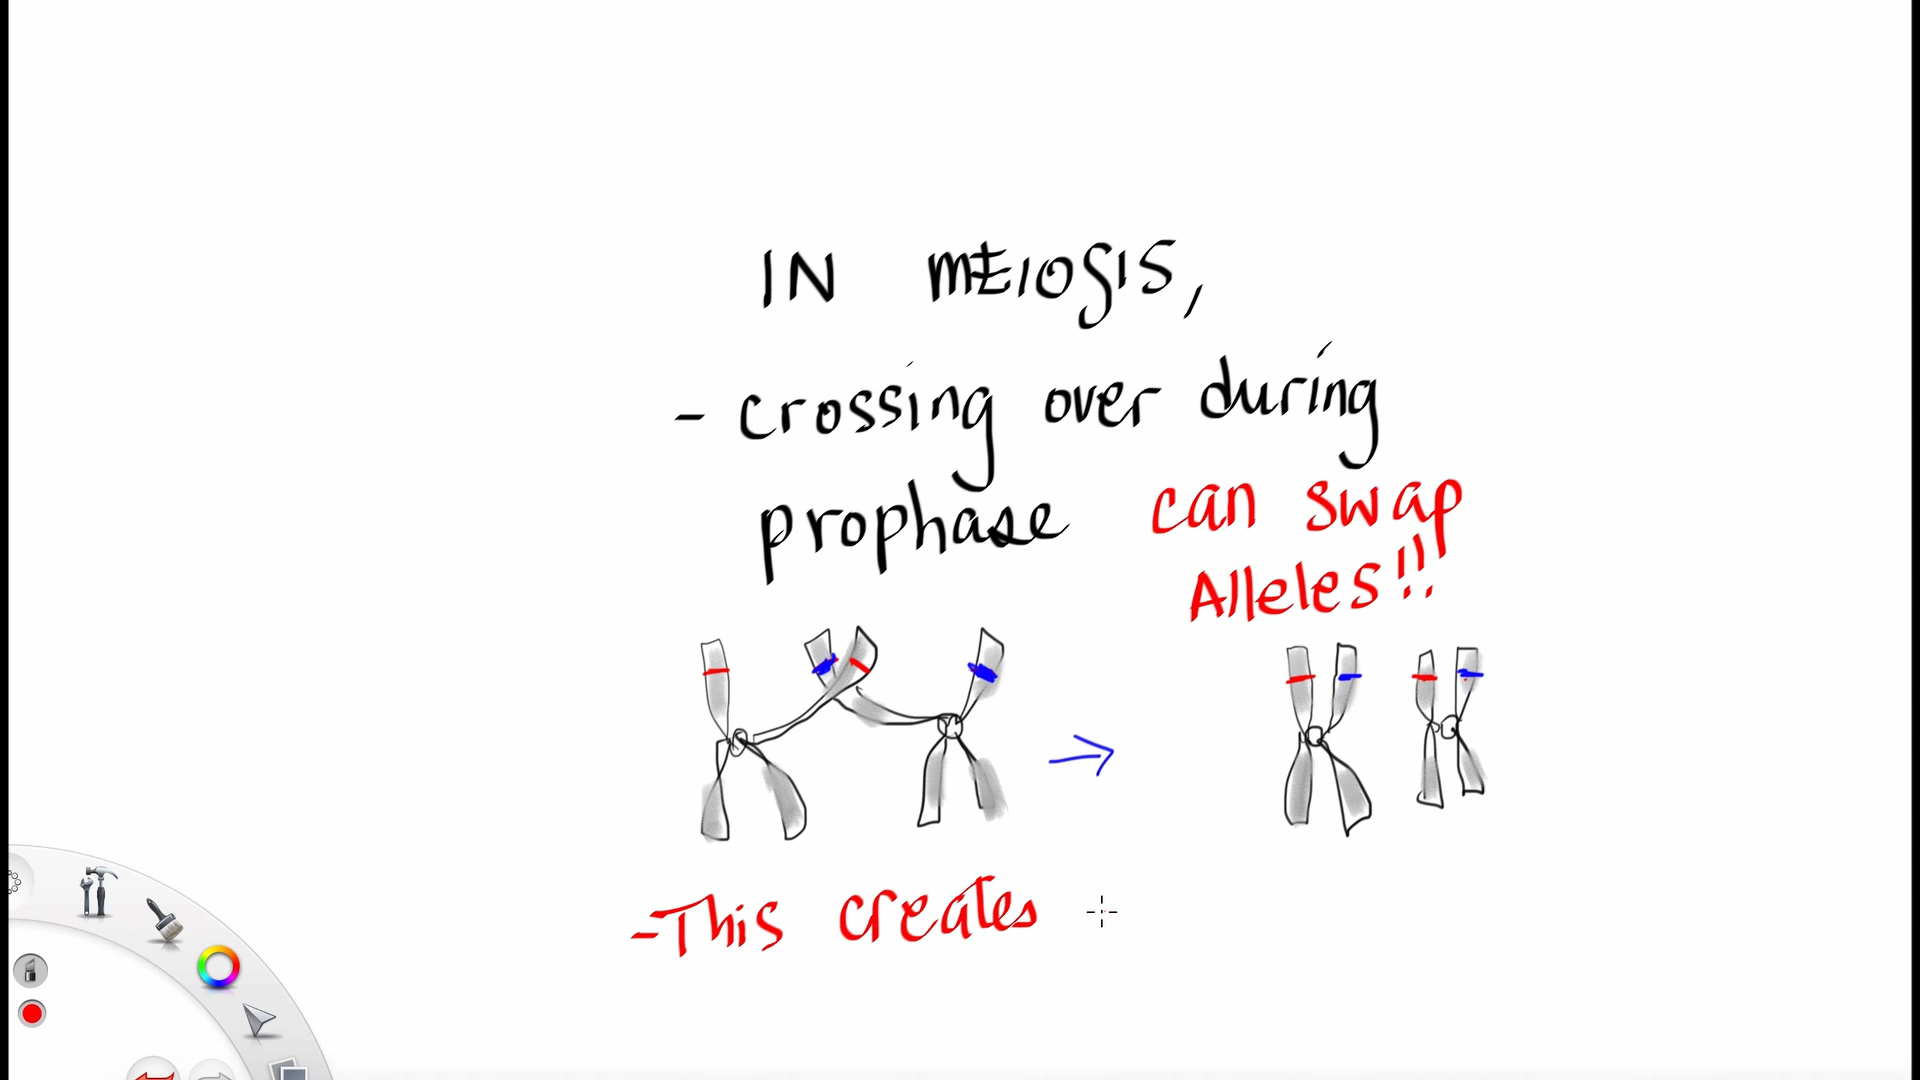 IN MEIOSIS,
- crossing over during
prophase can swap
Alleles!!
- This creates